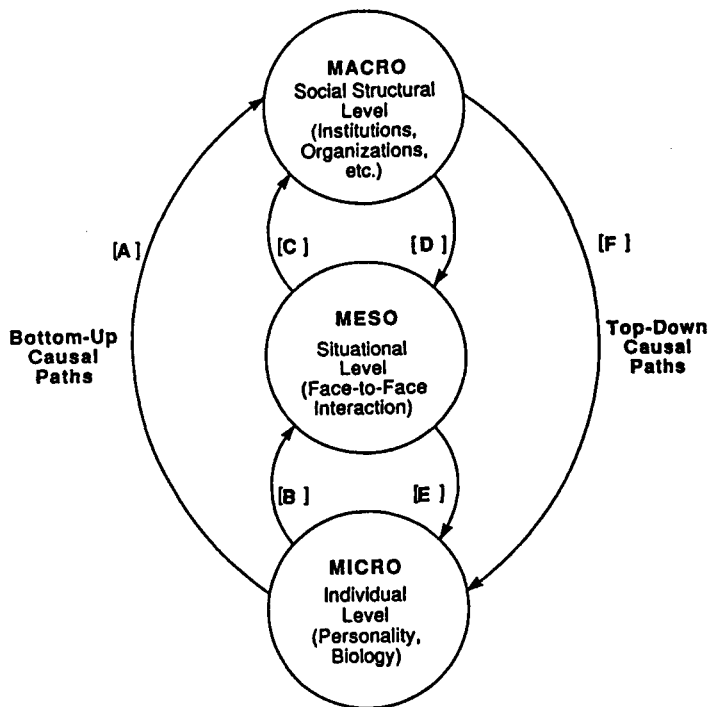 MACRO
Social Structural
Level
(Institutions,
Organizations,
etc.)
[A]
[C]
[D]
[F]
Bottom-Up
Causal
Paths
MESO
Situational
Level
(Face-to-Face
Interaction)
Top-Down
Causal
Paths
[B]
[E]
MICRO
Individual
Level
(Personality,
Biology)